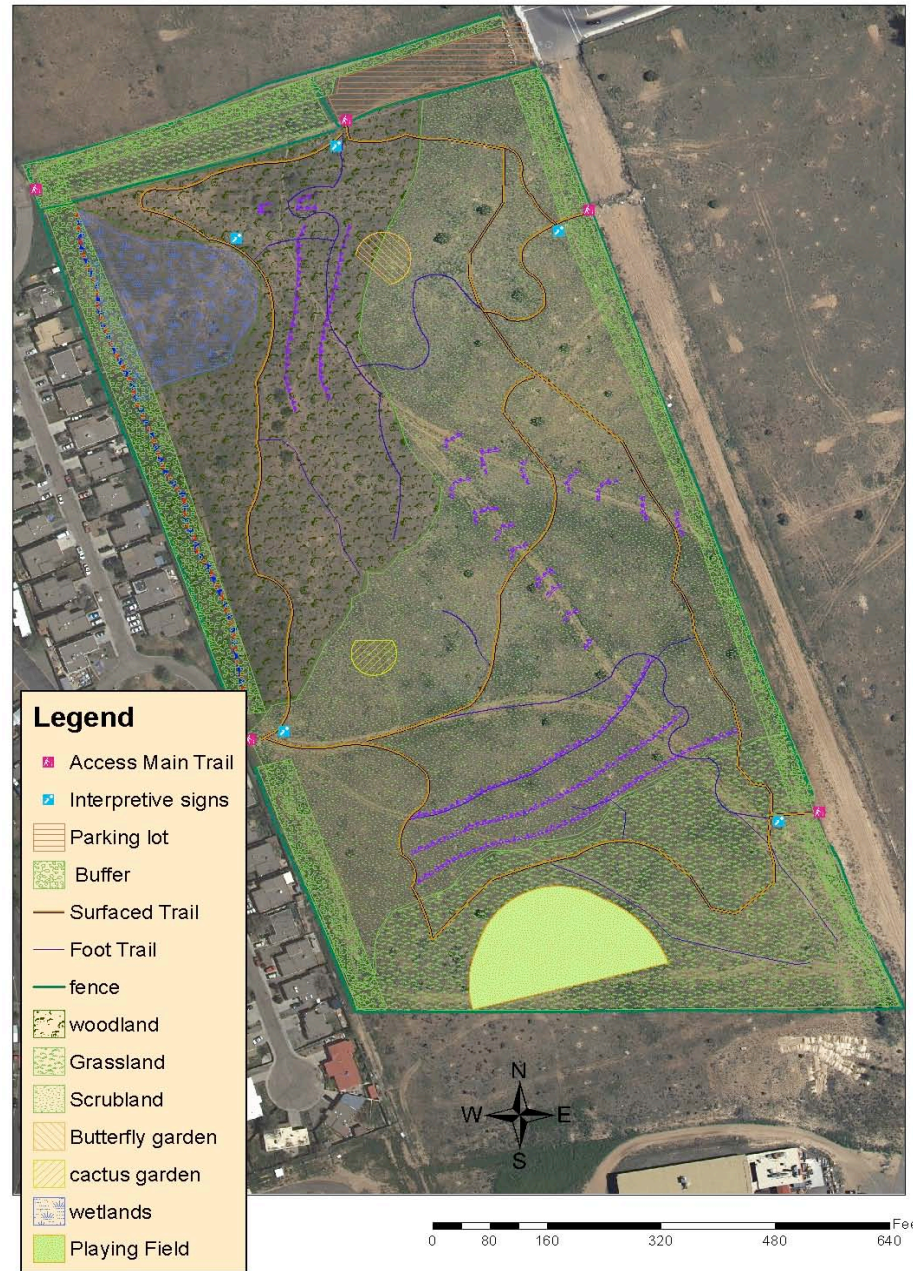 Legend
Access Main Trail
Interpretive signs
Parking lot
Buffer
Surfaced Trail
Foot Trail
fence
woodland
Grassland
Scrubland
Butterfly garden
cactus garden
wetlands
Playing Field
N
W E
S
Fee
0 80 160 320 480 640